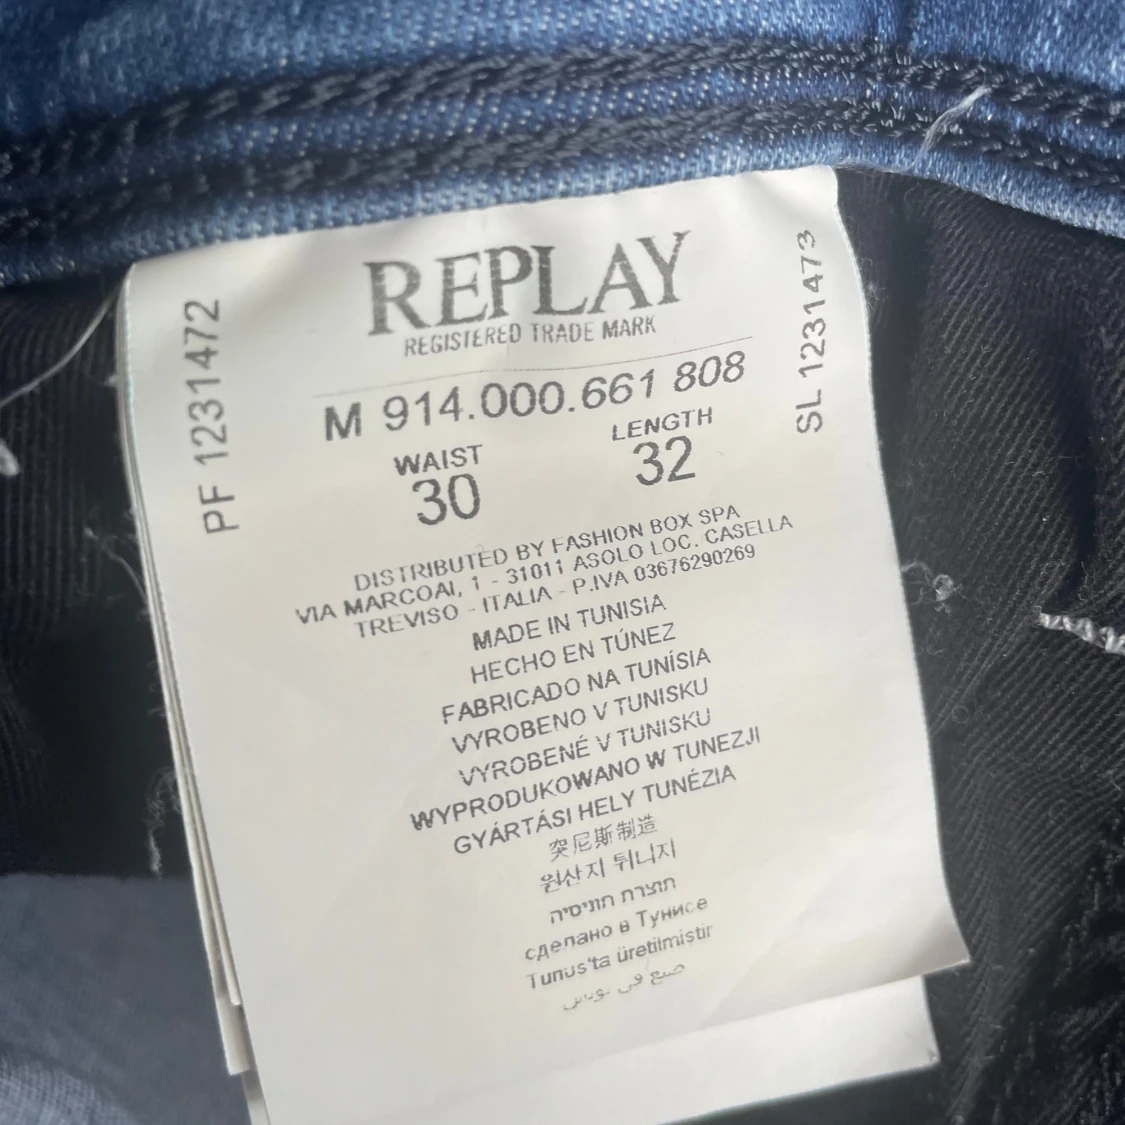 REPLAY
REGISTERED TRADE MARK
PF 1231472
SL 1231473
M 914.000.661 808
WAIST LENGTH
30 32
DISTRIBUTED BY FASHION BOX SPA
VIA MARCOAI, 1 - 31011 ASOLO LOC. CASELLA
TREVISO - ITALIA - P.IVA 03676290269
MADE IN TUNISIA
HECHO EN TÚNEZ
FABRICADO NA TUNÍSIA
VYROBENO V TUNISKU
VYROBENÉ V TUNISKU
WYPRODUKOWANO W TUNEZJI
GYÁRTÁSI HELY TUNÉZIA
突尼斯制造
원산지 튀니지
תוצרת תוניסיה
сделано в Тунисе
Tunus'ta üretilmistir
صنع في تونس